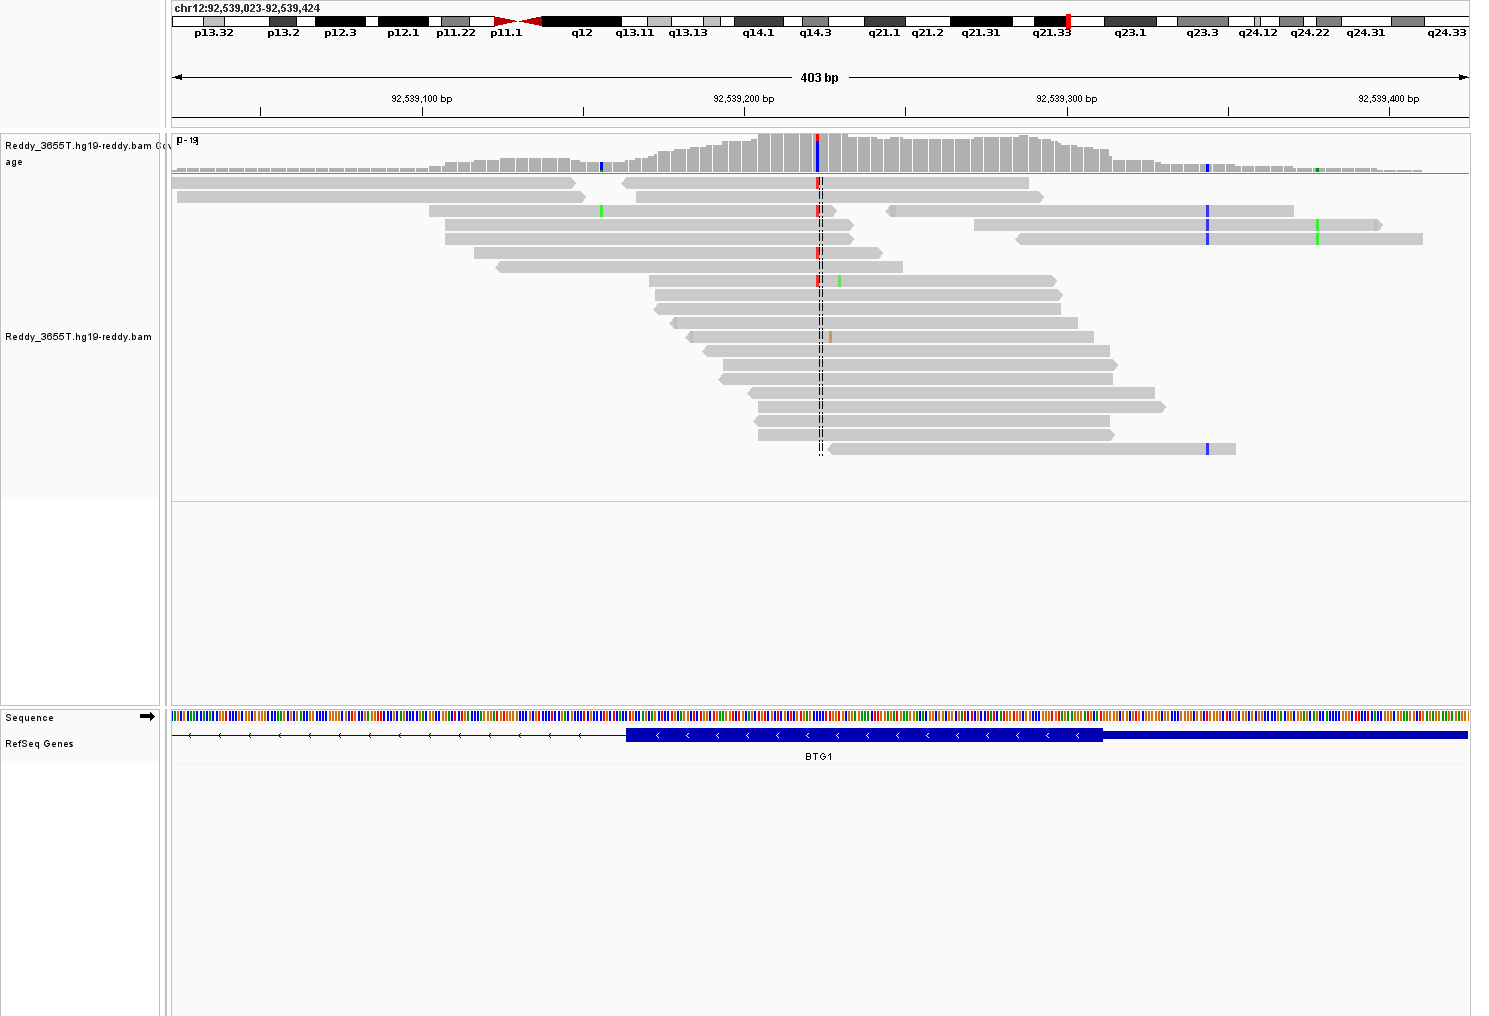 chr12:92,539,023-92,539,424
p13.32 p13.2 p12.3 p12.1 p11.22 p11.1 q12 q13.11 q13.13 q14.1 q14.3 q21.1 q21.2 q21.31 q21.33 q23.1 q23.3 q24.12 q24.22 q24.31 q24.33
403 bp
92,539,100 bp 92,539,200 bp 92,539,300 bp 92,539,400 bp
[0 - 19]
Reddy_3655T.hg19-reddy.bam Cov
age
Reddy_3655T.hg19-reddy.bam
Sequence
RefSeq Genes
BTG1